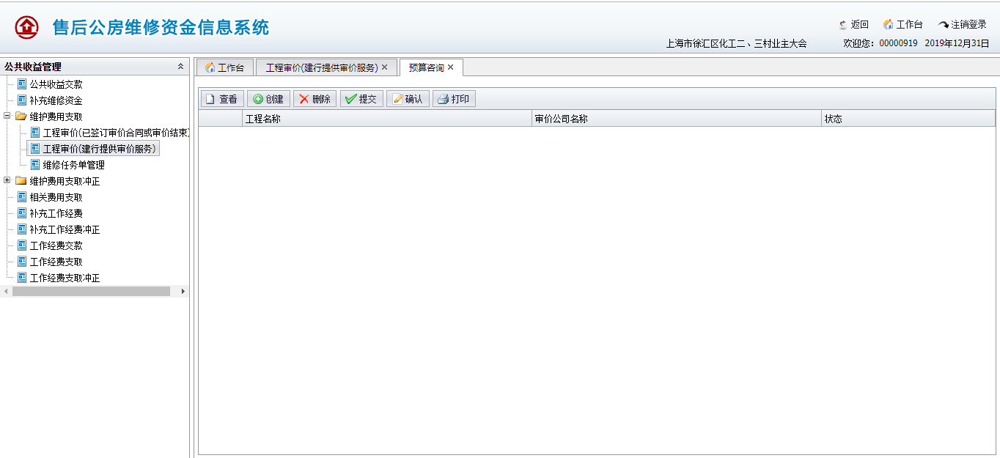 售后公房维修资金信息系统
返回 工作台 注销登录
上海市徐汇区化工二、三村业主大会 欢迎您：00000919 2019年12月31日
公共收益管理
公共收益交款
补充维修资金
维护费用支取
工程审价(已签订审价合同或审价结束)
工程审价(建行提供审价服务)
维修任务单管理
维护费用支取冲正
相关费用支取
补充工作经费
补充工作经费冲正
工作经费交款
工作经费支取
工作经费支取冲正
工作台 工程审价(建行提供审价服务) 预算咨询
查看 创建 删除 提交 确认 打印
工程名称 审价公司名称 状态